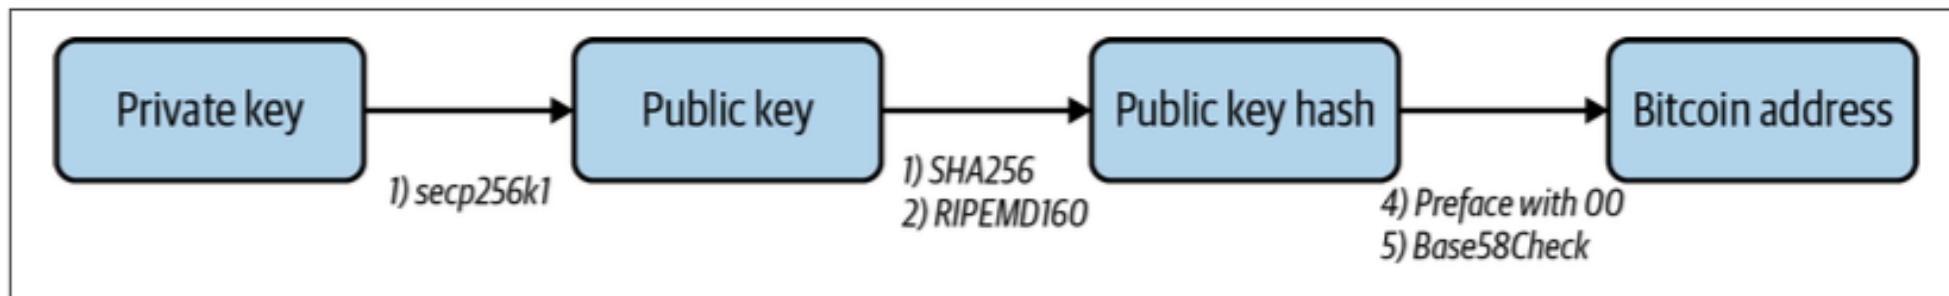 Private key
Public key
Public key hash
Bitcoin address
1) secp256k1
1) SHA256
2) RIPEMD160
4) Preface with 00
5) Base58Check